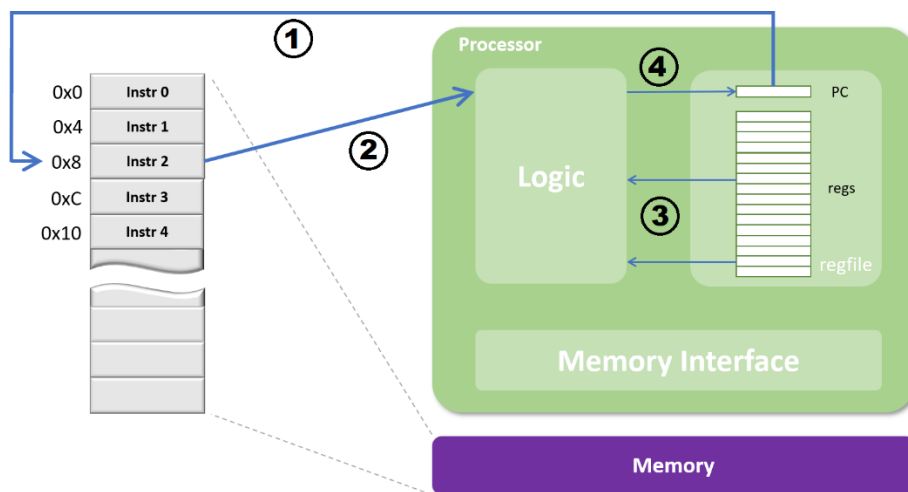 1
Processor
4
0x0 Instr 0
PC
0x4 Instr 1
2
0x8 Instr 2
Logic
regs
0xC Instr 3
3
0x10 Instr 4
regfile
Memory Interface
Memory